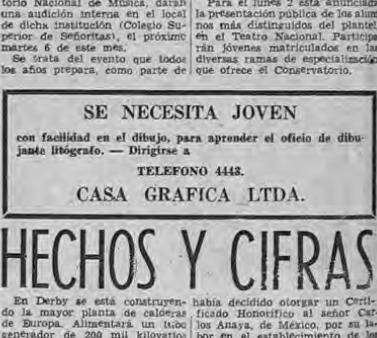 torio Nacional de Música, darán
una audición interna en el local
de dicha institución (Colegio Su-
perior de Señoritas), el próximo
martes 6 de este mes.
Se trata del evento que todos
los años prepara, como parte de
Para el lunes 2 está anunciada
la presentación pública de los alum
nos más distinguidos del plantel
en el Teatro Nacional. Participa
rán jóvenes matriculados en las
diversas ramas de especialización
que ofrece el Conservatorio.
SE NECESITA JOVEN
con facilidad en el dibujo, para aprender el oficio de dibu-
jante litógrafo. — Dirigirse a
TELEFONO 4443.
CASA GRAFICA LTDA.
HECHOS Y CIFRAS
En Derby se está construyen-
do la mayor planta de calderas
de Europa. Alimentará un tubo
generador de 200 mil kilovatios
había decidido otorgar un Certi-
ficado Honorífico al señor Car
los Anaya, de México, por su la-
bor en el establecimiento de los